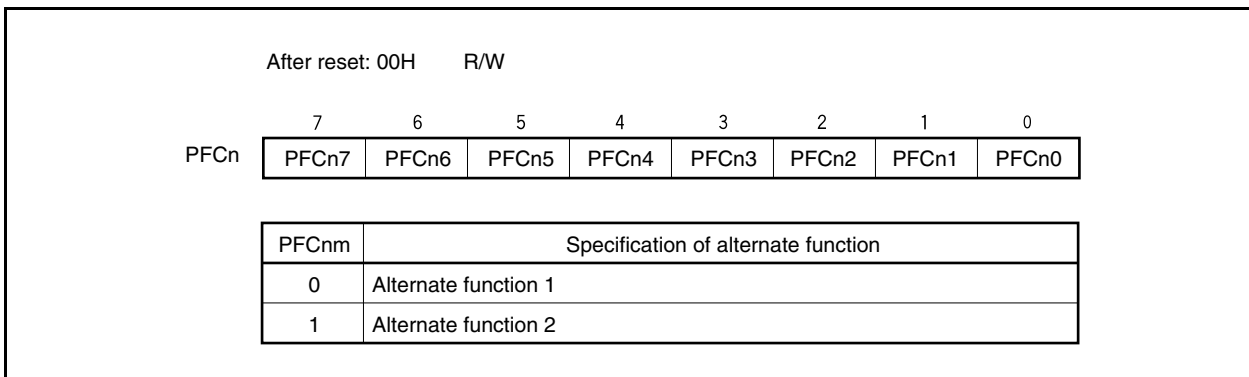 After reset: 00H R/W
7 6 5 4 3 2 1 0
PFCn PFCn7 PFCn6 PFCn5 PFCn4 PFCn3 PFCn2 PFCn1 PFCn0
PFCnm Specification of alternate function
0 Alternate function 1
1 Alternate function 2